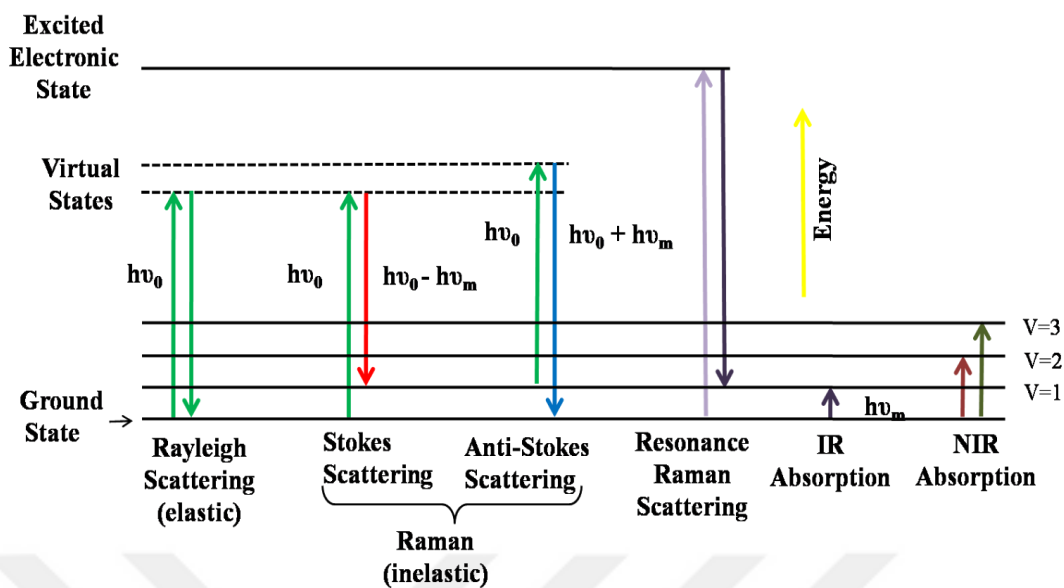 Excited
Electronic
State
Virtual
States
Energy
hυ₀
hυ₀
hυ₀ - hυₘ
hυ₀
hυ₀ + hυₘ
V=3
V=2
V=1
hυₘ
Ground
State
Rayleigh
Scattering
(elastic)
Stokes
Scattering
Anti-Stokes
Scattering
Raman
(inelastic)
Resonance
Raman
Scattering
IR
Absorption
NIR
Absorption